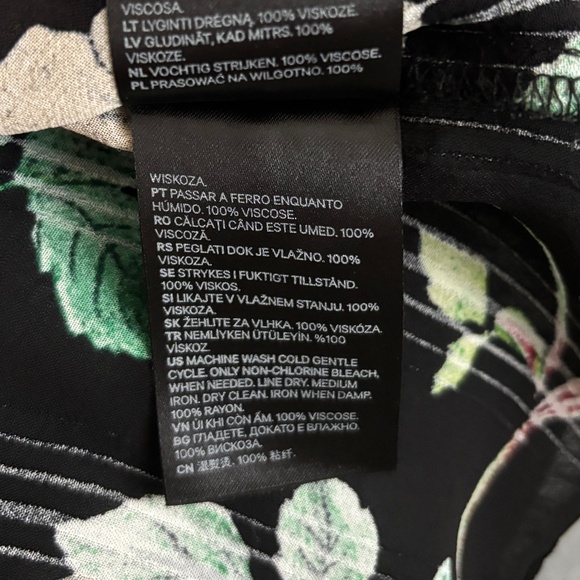 VISCOSA.
LT LYGINTI DRĖGNĄ. 100% VISKOZĖ.
LV GLUDINĀT, KAD MITRS. 100%
VISKOZE.
NL VOCHTIG STRIJKEN. 100% VISCOSE.
PL PRASOWAĆ NA WILGOTNO. 100%
WISKOZA.
PT PASSAR A FERRO ENQUANTO
HÚMIDO. 100% VISCOSE.
RO CĂLCAȚI CÂND ESTE UMED. 100%
VISCOZĂ.
RS PEGLATI DOK JE VLAŽNO. 100%
VISKOZA.
SE STRYKES I FUKTIGT TILLSTÅND.
100% VISKOS.
SI LIKAJTE V VLAŽNEM STANJU. 100%
VISKOZA.
SK ŽEHLITE ZA VLHKA. 100% VISKÓZA.
TR NEMLİYKEN ÜTÜLEYİN. %100
VİSKOZ.
US MACHINE WASH COLD GENTLE
CYCLE. ONLY NON-CHLORINE BLEACH,
WHEN NEEDED. LINE DRY. MEDIUM
IRON. DRY CLEAN. IRON WHEN DAMP.
100% RAYON.
VN ỦI KHI CÒN ẨM. 100% VISCOSE.
BG ГЛАДЕТЕ, ДОКАТО Е ВЛАЖНО.
100% ВИСКОЗА.
CN 湿熨烫。100% 粘纤.